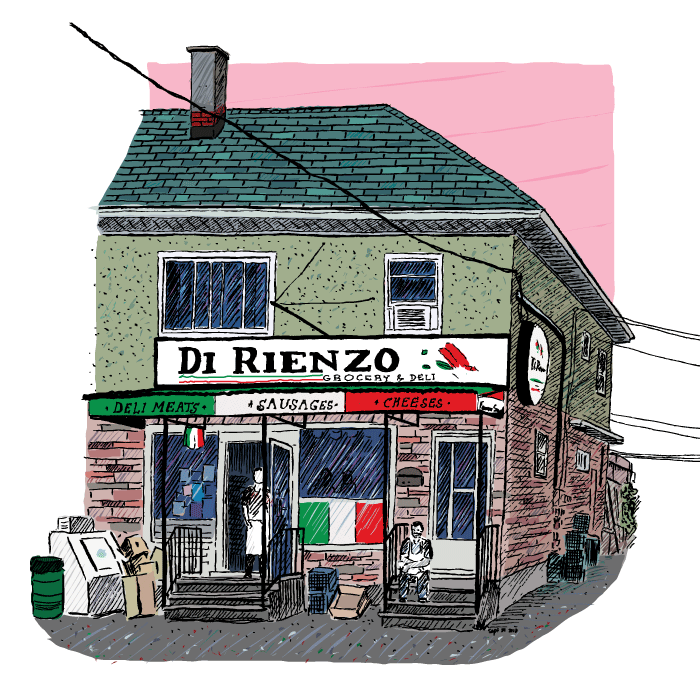 DI RIENZO
GROCERY & DELI
• DELI MEATS •
• SAUSAGES •
• CHEESES •